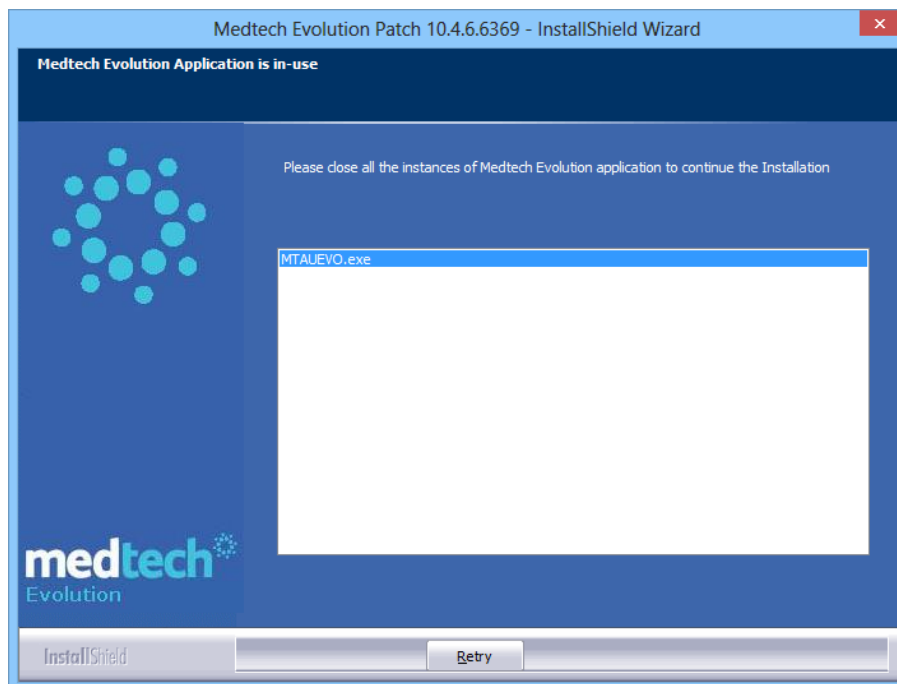 Medtech Evolution Patch 10.4.6.6369 - InstallShield Wizard
Medtech Evolution Application is in-use
Please close all the instances of Medtech Evolution application to continue the Installation
MTAUEVO.exe
medtech
Evolution
InstallShield
Retry